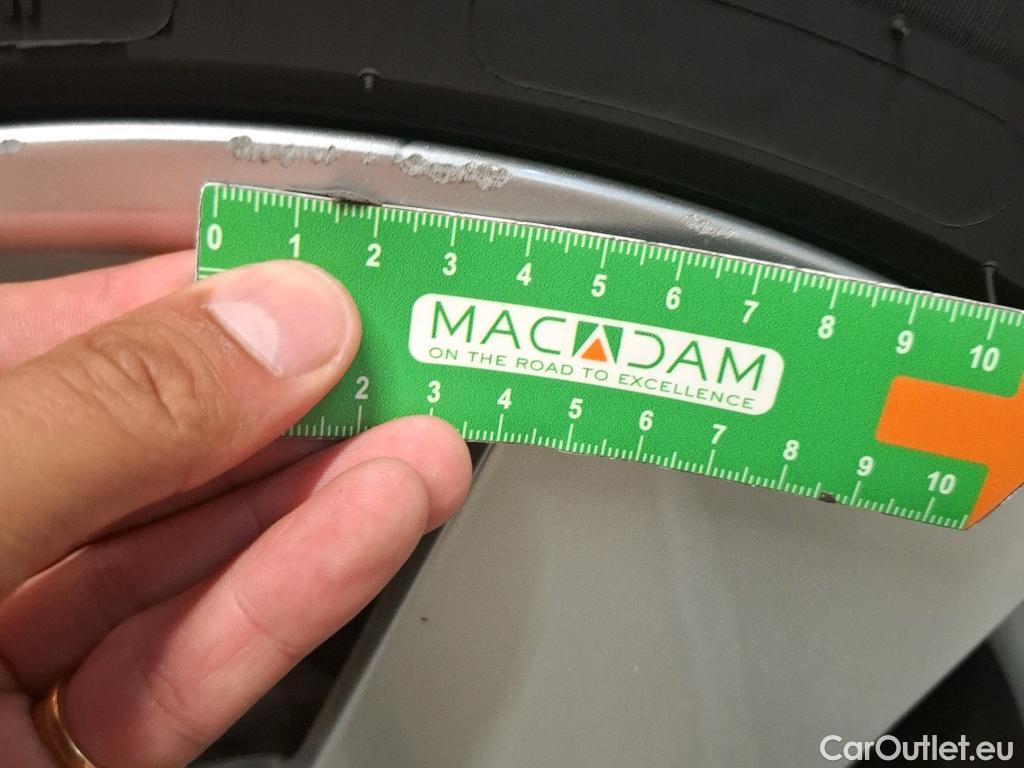 0 1 2 3 4 5 6 7 8 9 10
MACADAM
ON THE ROAD TO EXCELLENCE
2 3 4 5 6 7 8 9 10
CarOutlet.eu